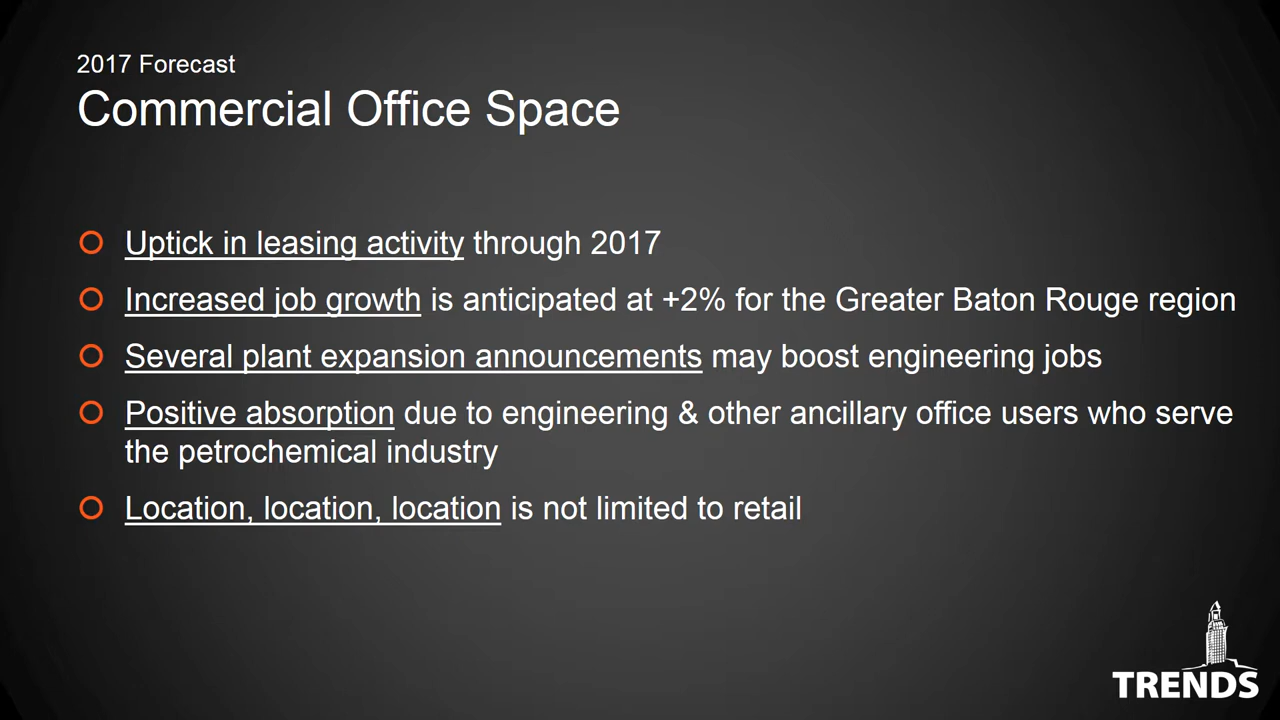 2017 Forecast
Commercial Office Space
Uptick in leasing activity through 2017
Increased job growth is anticipated at +2% for the Greater Baton Rouge region
Several plant expansion announcements may boost engineering jobs
Positive absorption due to engineering & other ancillary office users who serve
the petrochemical industry
Location, location, location is not limited to retail
TRENDS